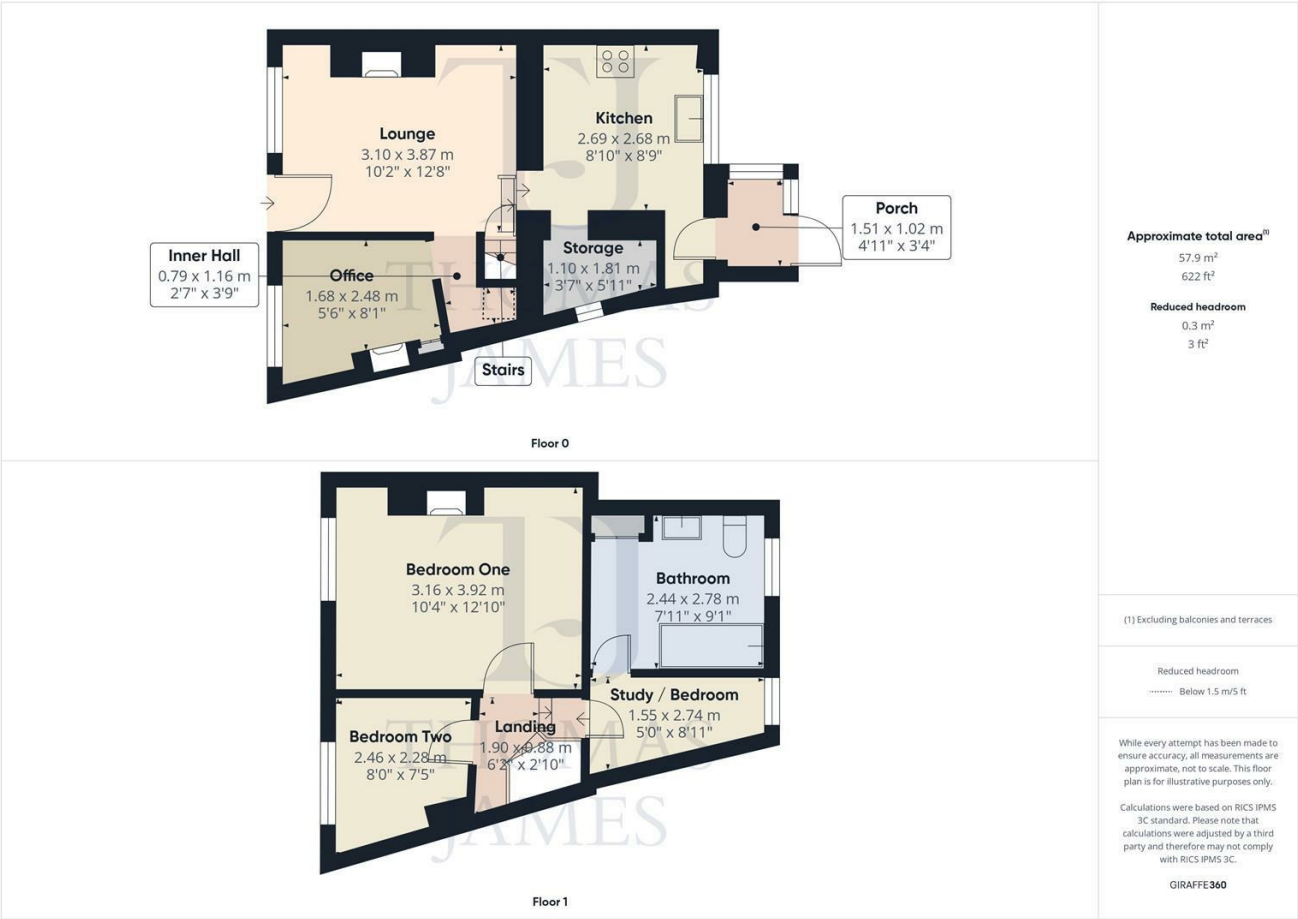 Lounge
3.10 x 3.87 m
10'2" x 12'8"
Kitchen
2.69 x 2.68 m
8'10" x 8'9"
Porch
1.51 x 1.02 m
4'11" x 3'4"
Inner Hall
0.79 x 1.16 m
2'7" x 3'9"
Office
1.68 x 2.48 m
5'6" x 8'1"
Storage
1.10 x 1.81 m
3'7" x 5'11"
Stairs
TJ
THOMAS
JAMES
Floor 0
Bedroom One
3.16 x 3.92 m
10'4" x 12'10"
Bathroom
2.44 x 2.78 m
7'11" x 9'1"
Study / Bedroom
1.55 x 2.74 m
5'0" x 8'11"
Landing
1.90 x 0.88 m
6'2" x 2'10"
Bedroom Two
2.46 x 2.28 m
8'0" x 7'5"
TJ
THOMAS
JAMES
Floor 1
Approximate total area(1)
57.9 m²
622 ft²
Reduced headroom
0.3 m²
3 ft²
(1) Excluding balconies and terraces
Reduced headroom
Below 1.5 m/5 ft
While every attempt has been made to
ensure accuracy, all measurements are
approximate, not to scale. This floor
plan is for illustrative purposes only.
Calculations were based on RICS IPMS
3C standard. Please note that
calculations were adjusted by a third
party and therefore may not comply
with RICS IPMS 3C.
GIRAFFE360